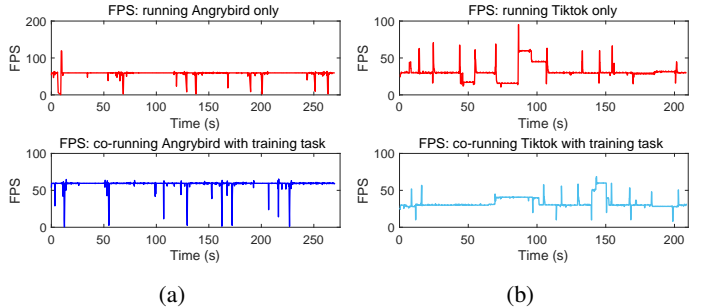 FPS: running Angrybird only
200
100
0
FPS
0 50 100 150 200 250
Time (s)
FPS: co-running Angrybird with training task
100
50
0
FPS
0 50 100 150 200 250
Time (s)
(a)
FPS: running Tiktok only
100
50
0
FPS
0 50 100 150 200
Time (s)
FPS: co-running Tiktok with training task
100
50
0
FPS
0 50 100 150 200
Time (s)
(b)